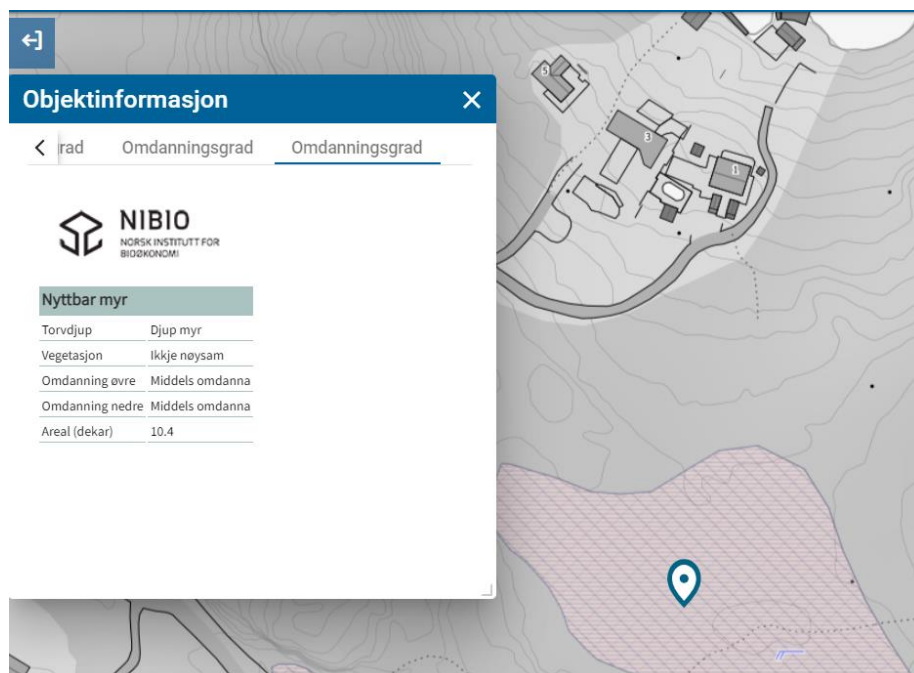 Objektinformasjon
rad Omdanningsgrad Omdanningsgrad
NIBIO
NORSK INSTITUTT FOR
BIOØKONOMI
Nyttbar myr
Torvdjup Djup myr
Vegetasjon Ikkje nøysam
Omdanning øvre Middels omdanna
Omdanning nedre Middels omdanna
Areal (dekar) 10.4
5
3
1